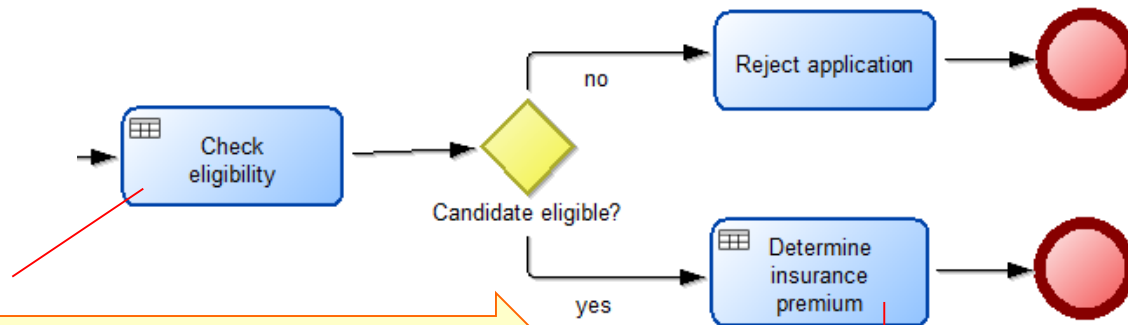 Check
eligibility
Candidate eligible?
no
Reject application
yes
Determine
insurance
premium